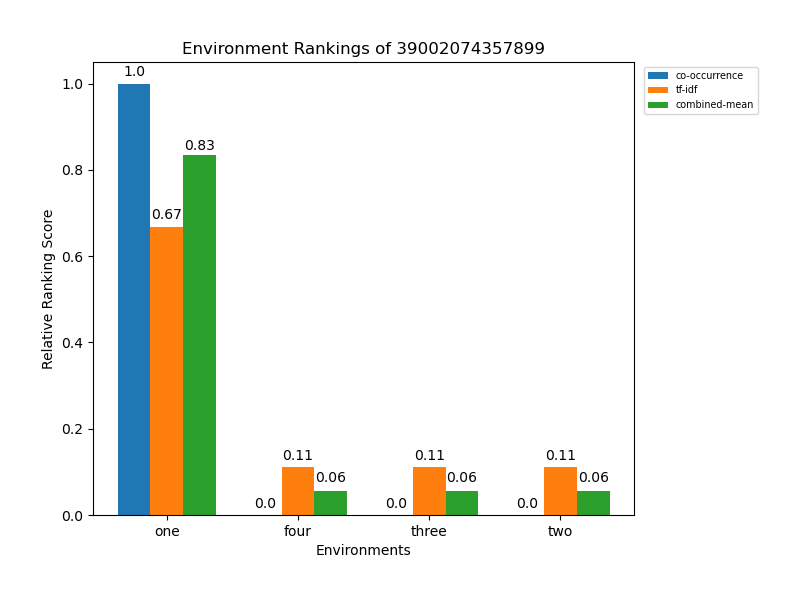 Environment Rankings of 39002074357899
co-occurrence
tf-idf
combined-mean
Relative Ranking Score
1.0
0.8
0.6
0.4
0.2
0.0
1.0
0.67
0.83
0.0
0.11
0.06
0.0
0.11
0.06
0.0
0.11
0.06
one four three two
Environments